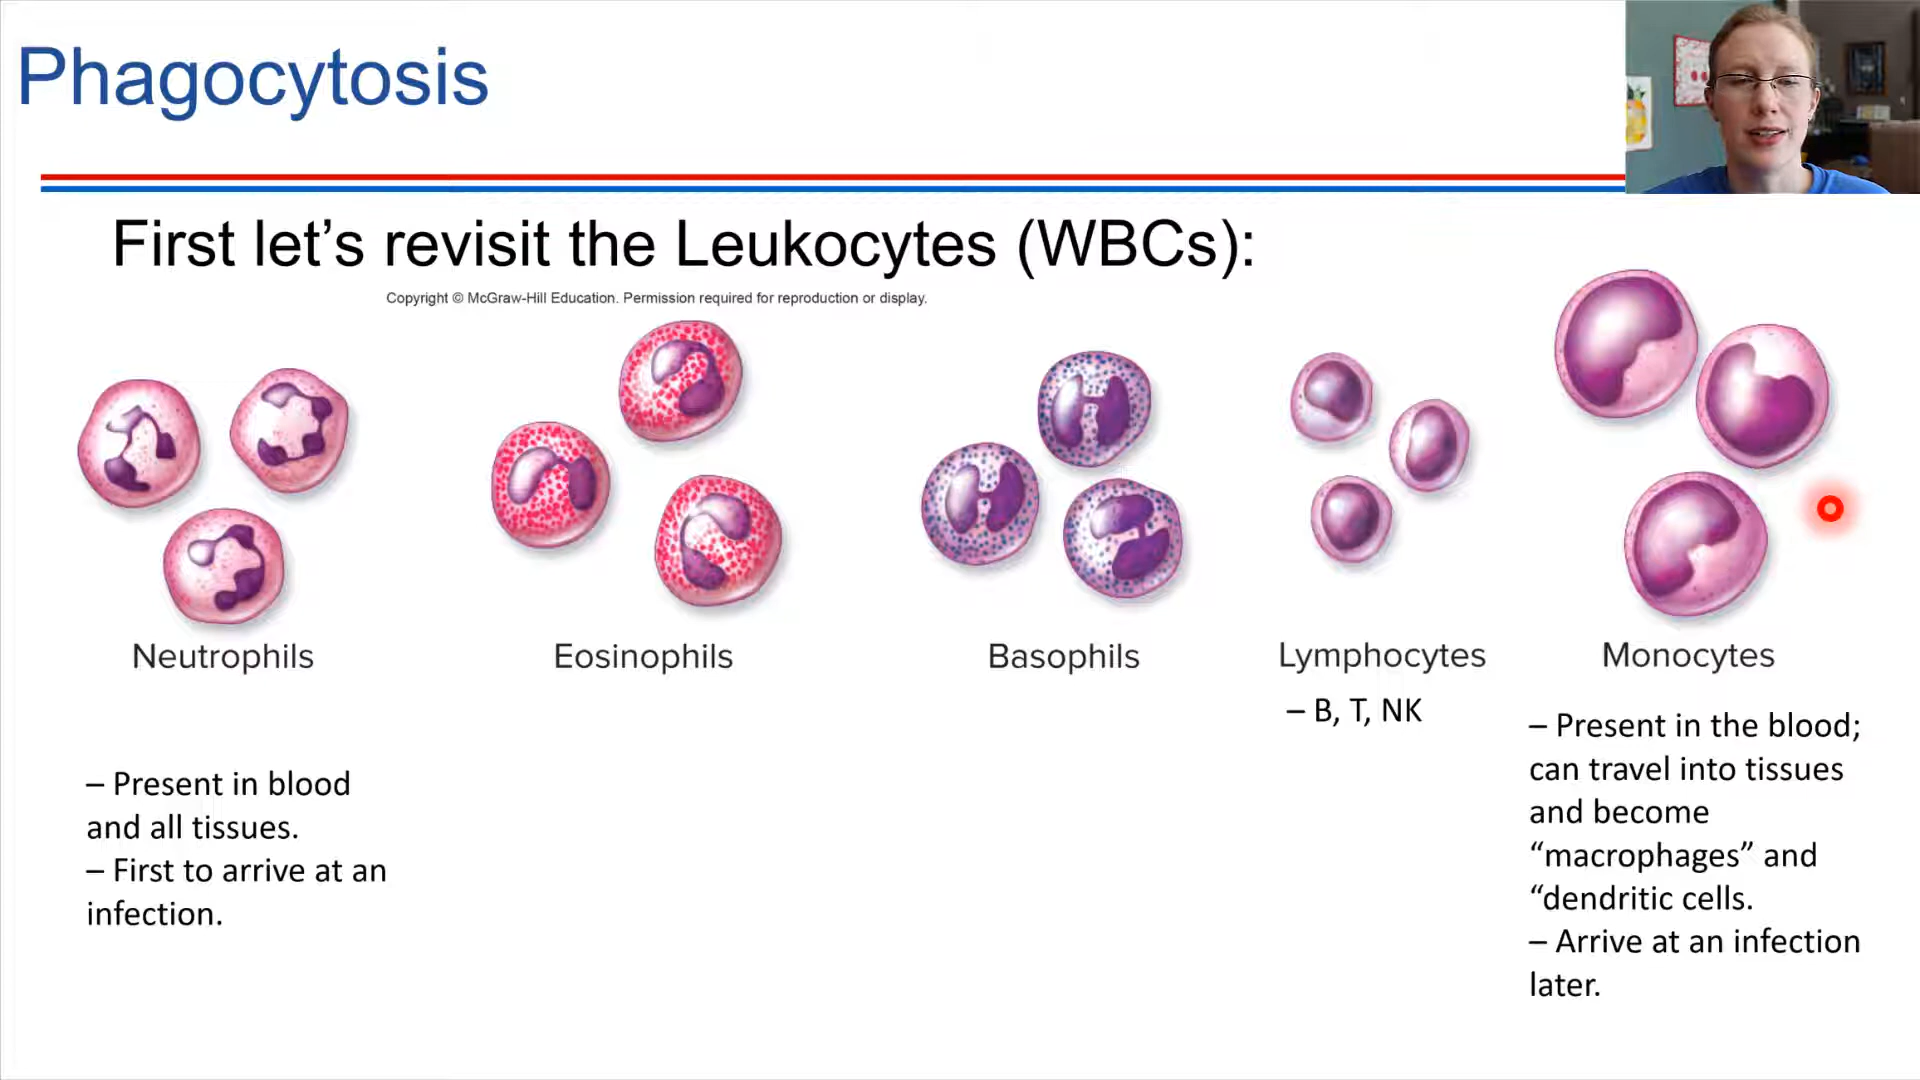 Phagocytosis
First let’s revisit the Leukocytes (WBCs):
Copyright © McGraw-Hill Education. Permission required for reproduction or display.
Neutrophils
Eosinophils
Basophils
Lymphocytes
Monocytes
– B, T, NK
– Present in blood
and all tissues.
– First to arrive at an
infection.
– Present in the blood;
can travel into tissues
and become
“macrophages” and
“dendritic cells.
– Arrive at an infection
later.